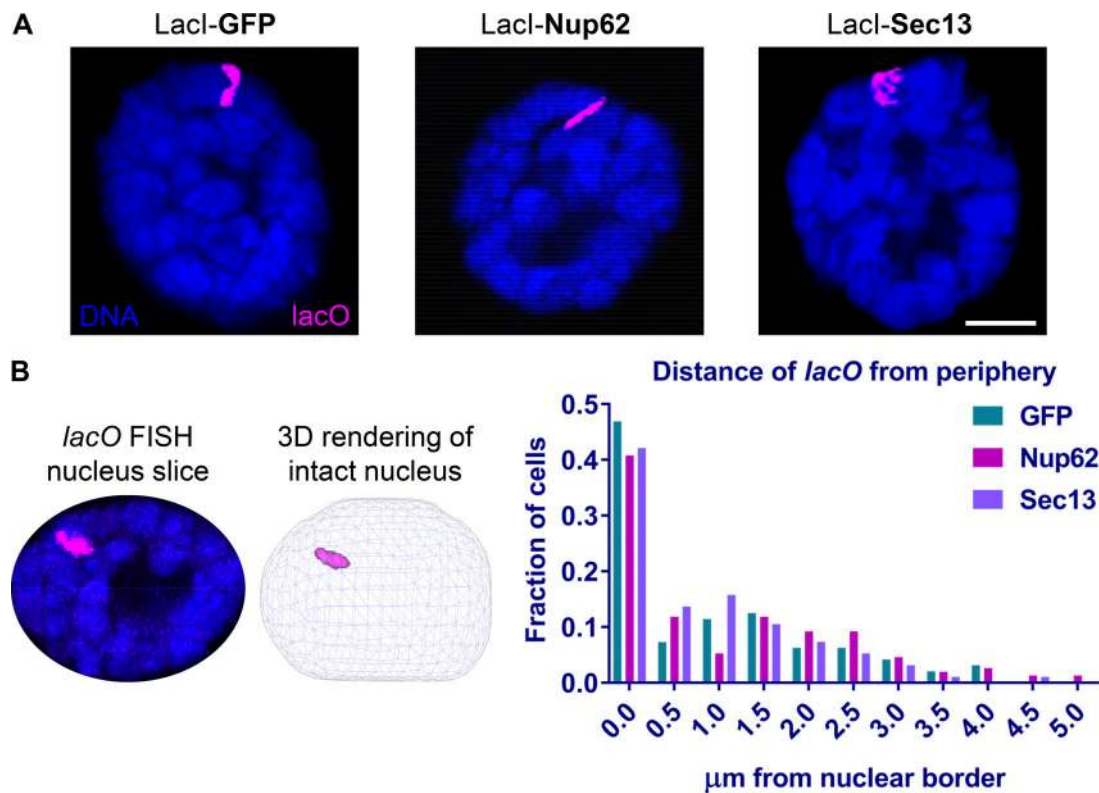 A
LacI-GFP
LacI-Nup62
LacI-Sec13
DNA
lacO
B
lacO FISH
nucleus slice
3D rendering of
intact nucleus
Distance of lacO from periphery
GFP
Nup62
Sec13
Fraction of cells
0.5
0.4
0.3
0.2
0.1
0.0
0.0 0.5 1.0 1.5 2.0 2.5 3.0 3.5 4.0 4.5 5.0
μm from nuclear border